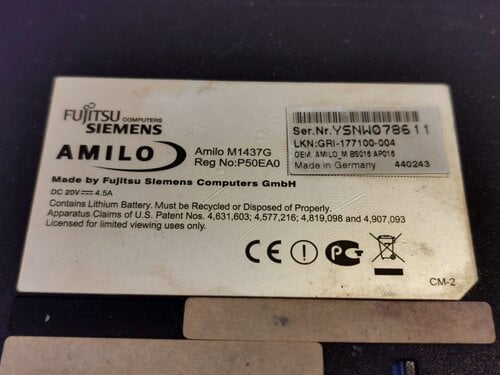 FUJITSU COMPUTERS
SIEMENS
AMILO
Amilo M1437G
Reg No:P50EA0
Ser.Nr.YSNW078611
LKN:GRI-177100-004
OEM: AMILO_M BS016 AP016
Made in Germany 440243
Made by Fujitsu Siemens Computers GmbH
DC 20V⎓4.5A
Contains Lithium Battery. Must be Recycled or Disposed of Properly.
Apparatus Claims of U.S. Patent Nos. 4,631,603; 4,577,216; 4,819,098 and 4,907,093
Licensed for limited viewing uses only.
CE
CM-2